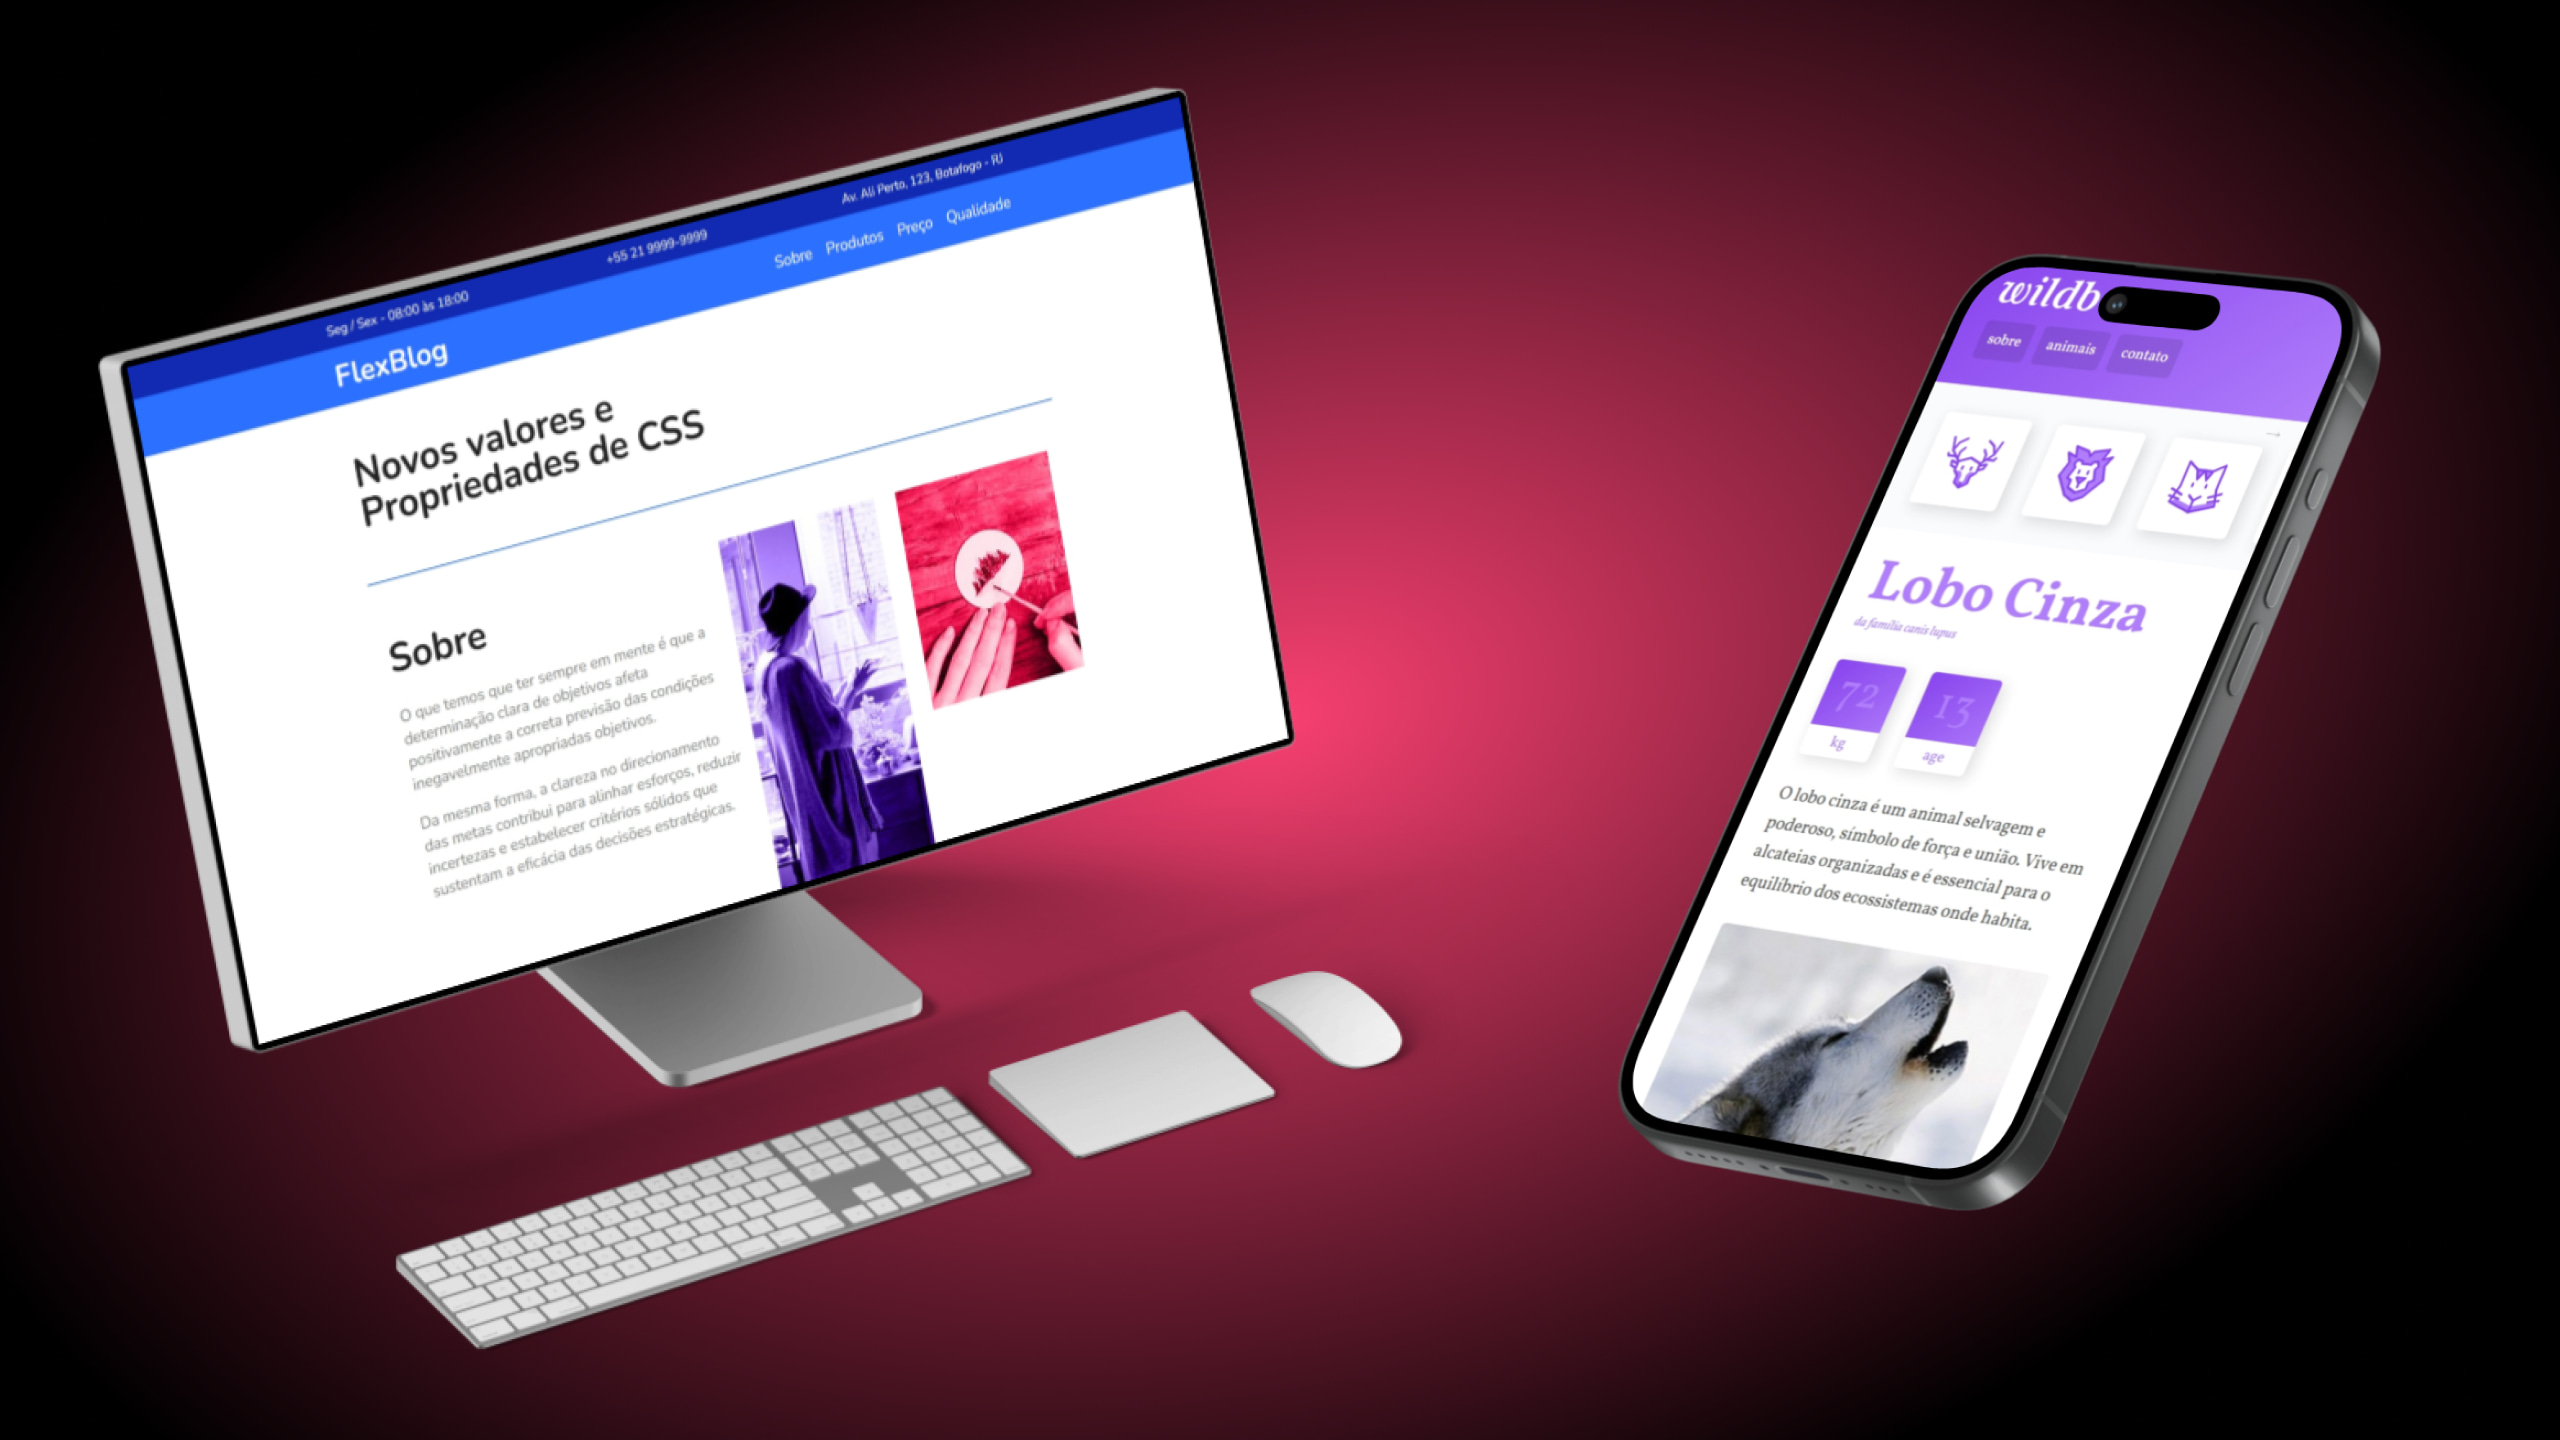 Seg / Sex - 08:00 às 18:00
+55 21 9999-9999
Av. Ali Perto, 123, Botafogo - RJ
FlexBlog
Sobre Produtos Preço Qualidade
Novos valores e
Propriedades de CSS
Sobre
O que temos que ter sempre em mente é que a
determinação clara de objetivos afeta
positivamente a correta previsão das condições
inegavelmente apropriadas objetivos.
Da mesma forma, a clareza no direcionamento
das metas contribui para alinhar esforços, reduzir
incertezas e estabelecer critérios sólidos que
sustentam a eficácia das decisões estratégicas.
wildb
sobre animais contato
Lobo Cinza
da família canis lupus
72 13
kg age
O lobo cinza é um animal selvagem e
poderoso, símbolo de força e união. Vive em
alcateias organizadas e é essencial para o
equilíbrio dos ecossistemas onde habita.